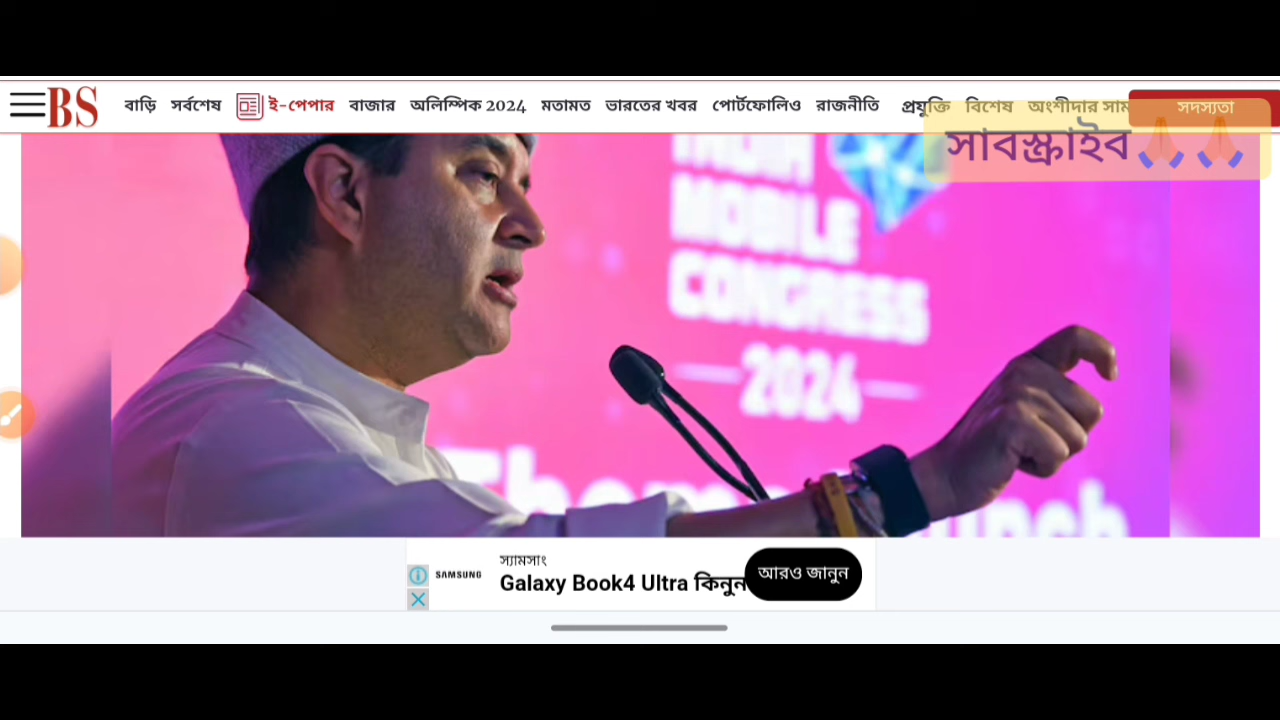 BS বাড়ি সর্বশেষ ই-পেপার বাজার অলিম্পিক 2024 মতামত ভারতের খবর পোর্টফোলিও রাজনীতি প্রযুক্তি বিশেষ অংশীদার সাম সদস্যতা
সাবস্ক্রাইব
INDIA
MOBILE
CONGRESS
2024
স্যামসাং
SAMSUNG
Galaxy Book4 Ultra কিনুন
আরও জানুন